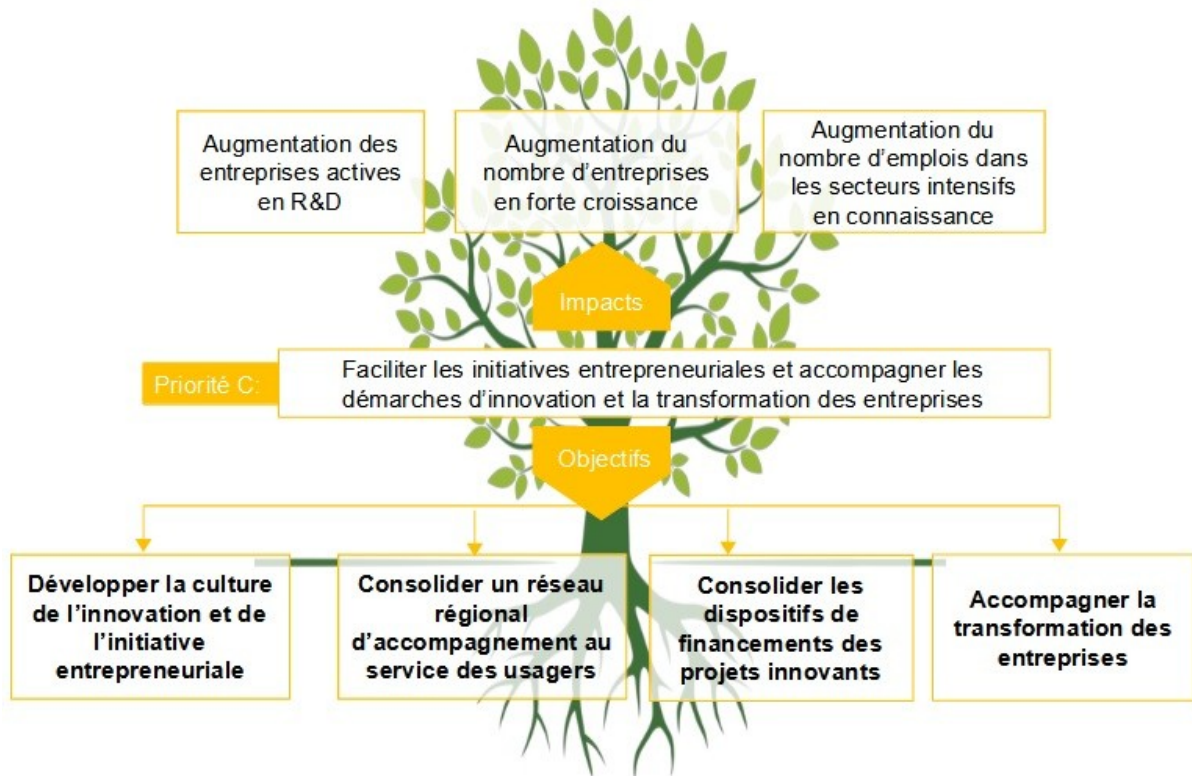 Augmentation des
entreprises actives
en R&D
Augmentation du
nombre d'entreprises
en forte croissance
Augmentation du
nombre d'emplois dans
les secteurs intensifs
en connaissance
Impacts
Priorité C:
Faciliter les initiatives entrepreneuriales et accompagner les
démarches d'innovation et la transformation des entreprises
Objectifs
Développer la culture
de l'innovation et de
l'initiative
entrepreneuriale
Consolider un réseau
régional
d'accompagnement au
service des usagers
Consolider les
dispositifs de
financements des
projets innovants
Accompagner la
transformation des
entreprises